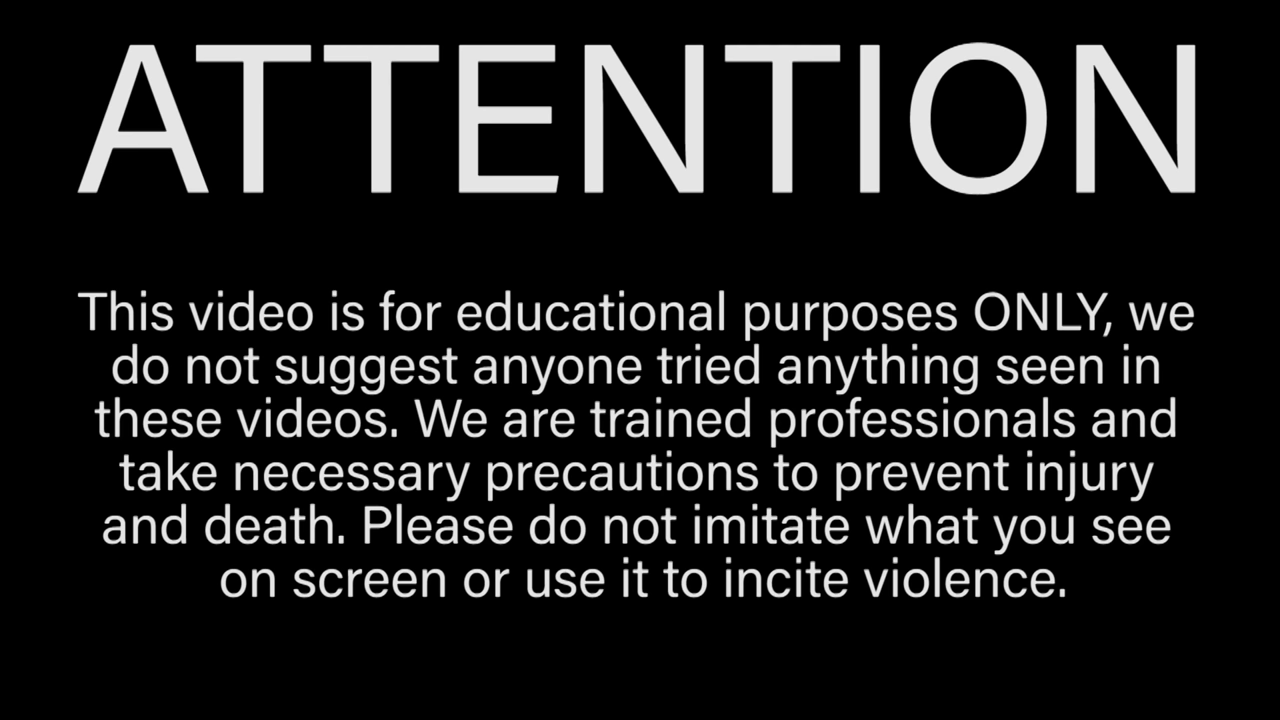 ATTENTION
This video is for educational purposes ONLY, we
do not suggest anyone tried anything seen in
these videos. We are trained professionals and
take necessary precautions to prevent injury
and death. Please do not imitate what you see
on screen or use it to incite violence.